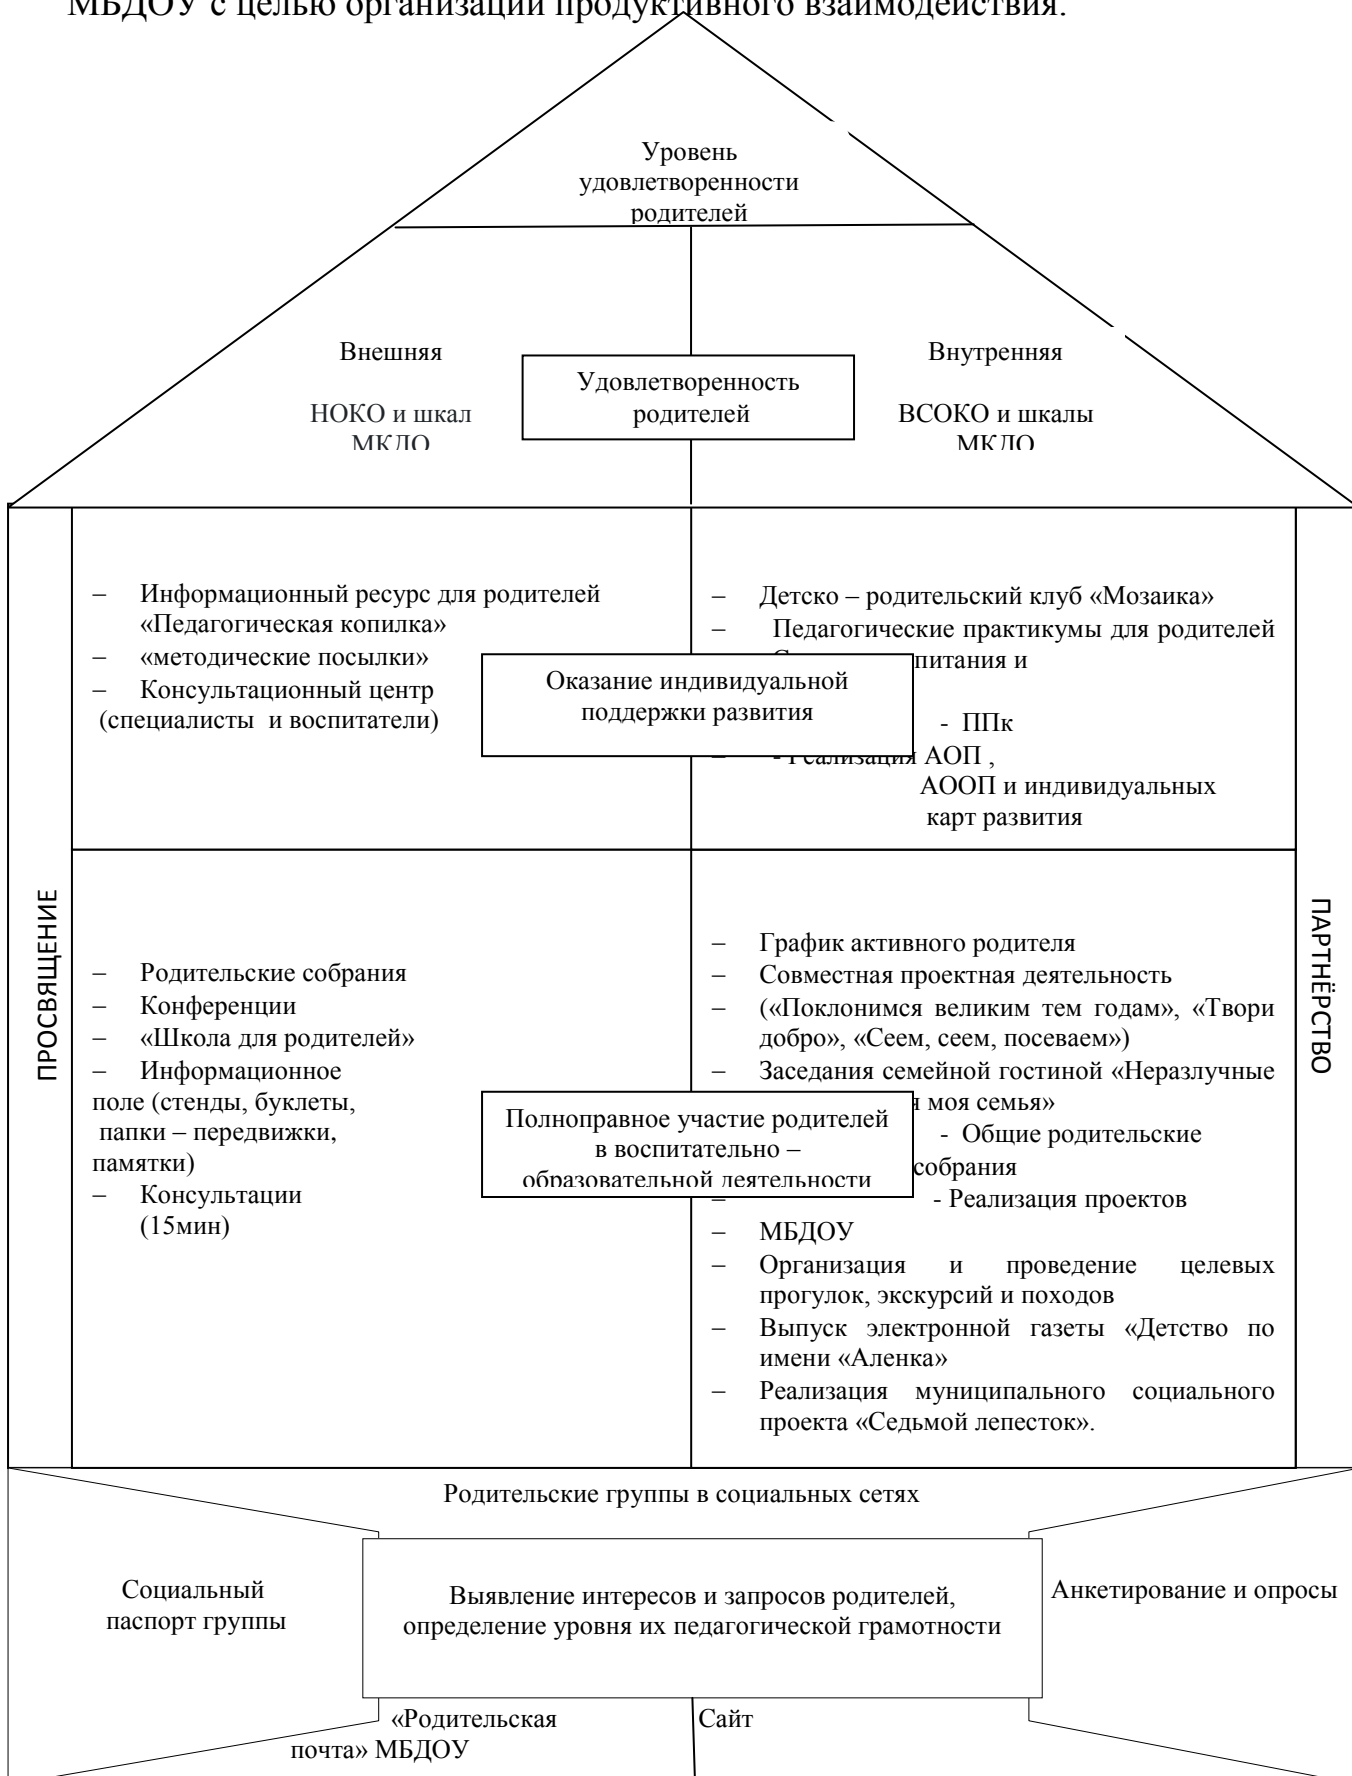 МБДОУ с целью организации продуктивного взаимодействия.
Уровень
удовлетворенности
родителей
Внешняя
НОКО и шкал
МКДО
Удовлетворенность
родителей
Внутренняя
ВСОКО и шкалы
МКДО
ПРОСВЯЩЕНИЕ
– Информационный ресурс для родителей
«Педагогическая копилка»
– «методические посылки»
– Консультационный центр
(специалисты и воспитатели)
Оказание индивидуальной
поддержки развития
– Детско – родительский клуб «Мозаика»
– Педагогические практикумы для родителей
питания и
- ППк
– - Реализация АОП ,
АООП и индивидуальных
карт развития
– Родительские собрания
– Конференции
– «Школа для родителей»
– Информационное
поле (стенды, буклеты,
папки – передвижки,
памятки)
– Консультации
(15мин)
Полноправное участие родителей
в воспитательно –
образовательной деятельности
– График активного родителя
– Совместная проектная деятельность
– («Поклонимся великим тем годам», «Твори
добро», «Сеем, сеем, посеваем»)
– Заседания семейной гостиной «Неразлучные
моя семья»
- Общие родительские
собрания
– - Реализация проектов
– МБДОУ
– Организация и проведение целевых
прогулок, экскурсий и походов
– Выпуск электронной газеты «Детство по
имени «Аленка»
– Реализация муниципального социального
проекта «Седьмой лепесток».
ПАРТНЁРСТВО
Родительские группы в социальных сетях
Социальный
паспорт группы
Выявление интересов и запросов родителей,
определение уровня их педагогической грамотности
Анкетирование и опросы
«Родительская
почта» МБДОУ
Сайт